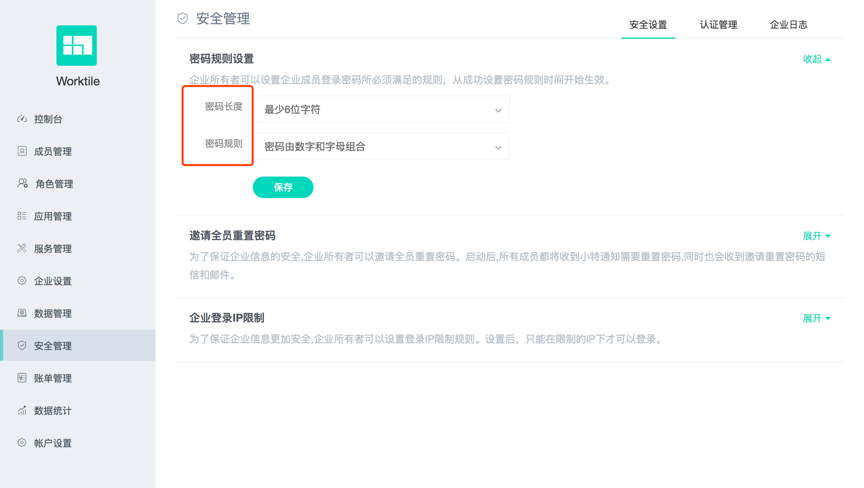 Worktile
控制台
成员管理
角色管理
应用管理
服务管理
企业设置
数据管理
安全管理
账单管理
数据统计
帐户设置
安全管理
安全设置
认证管理
企业日志
密码规则设置
收起
企业所有者可以设置企业成员登录密码所必须满足的规则，从成功设置密码规则时间开始生效。
密码长度
最少6位字符
密码规则
密码由数字和字母组合
保存
邀请全员重置密码
展开
为了保证企业信息的安全,企业所有者可以邀请全员重置密码。启动后,所有成员都将收到小特通知需要重置密码,同时也会收到邀请重置密码的短
信和邮件。
企业登录IP限制
展开
为了保证企业信息更加安全,企业所有者可以设置登录IP限制规则。设置后，只能在限制的IP下才可以登录。